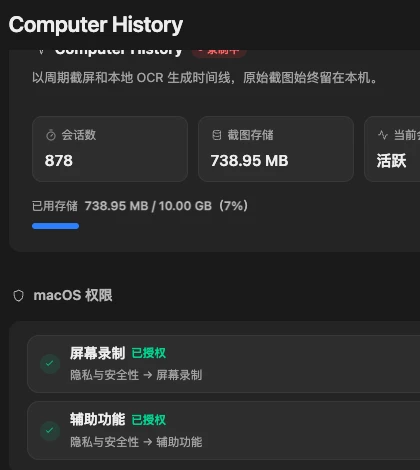 Computer History
Computer History 录制中
以周期截屏和本地 OCR 生成时间线，原始截图始终留在本机。
会话数
878
截图存储
738.95 MB
当前会
活跃
已用存储 738.95 MB / 10.00 GB（7%）
macOS 权限
屏幕录制 已授权
隐私与安全性 → 屏幕录制
辅助功能 已授权
隐私与安全性 → 辅助功能